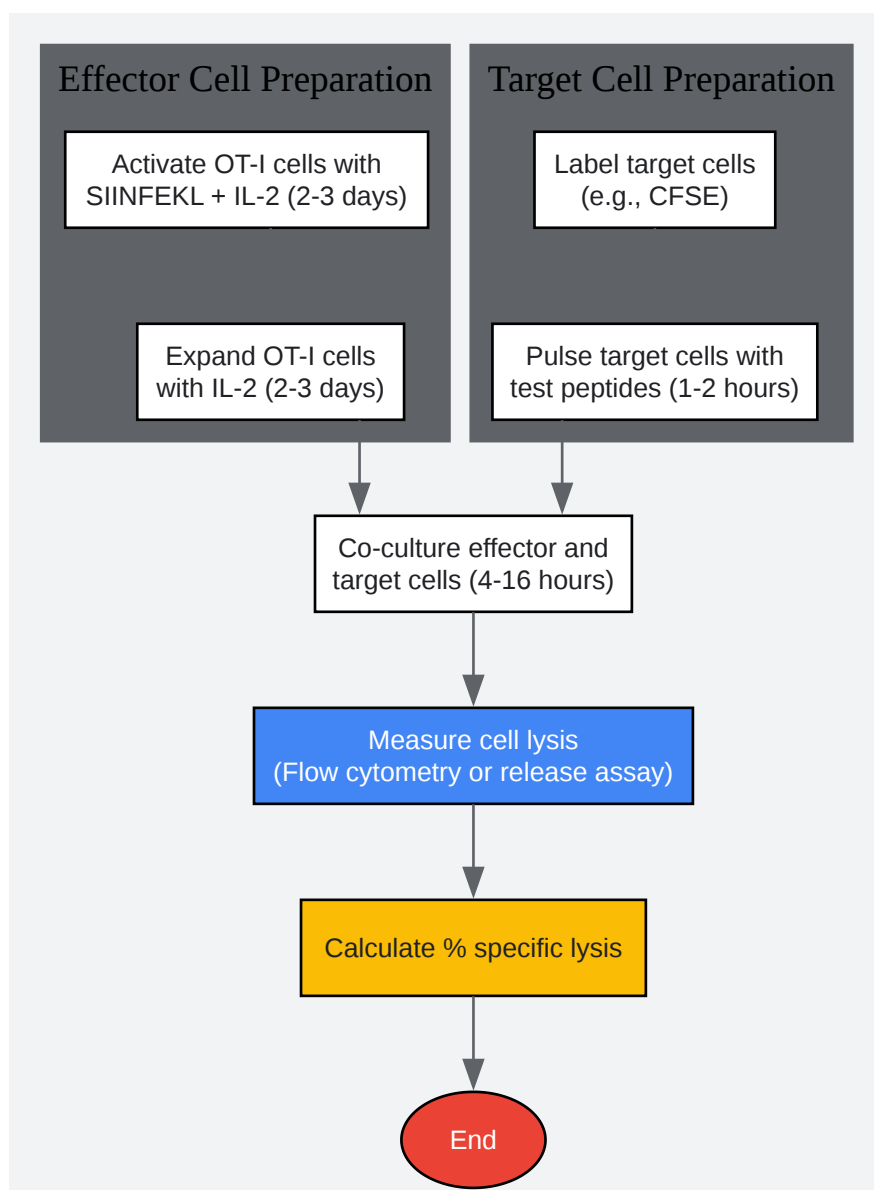 Effector Cell Preparation
Activate OT-I cells with
SIINFEKL + IL-2 (2-3 days)
Expand OT-I cells
with IL-2 (2-3 days)
Target Cell Preparation
Label target cells
(e.g., CFSE)
Pulse target cells with
test peptides (1-2 hours)
Co-culture effector and
target cells (4-16 hours)
Measure cell lysis
(Flow cytometry or release assay)
Calculate % specific lysis
End